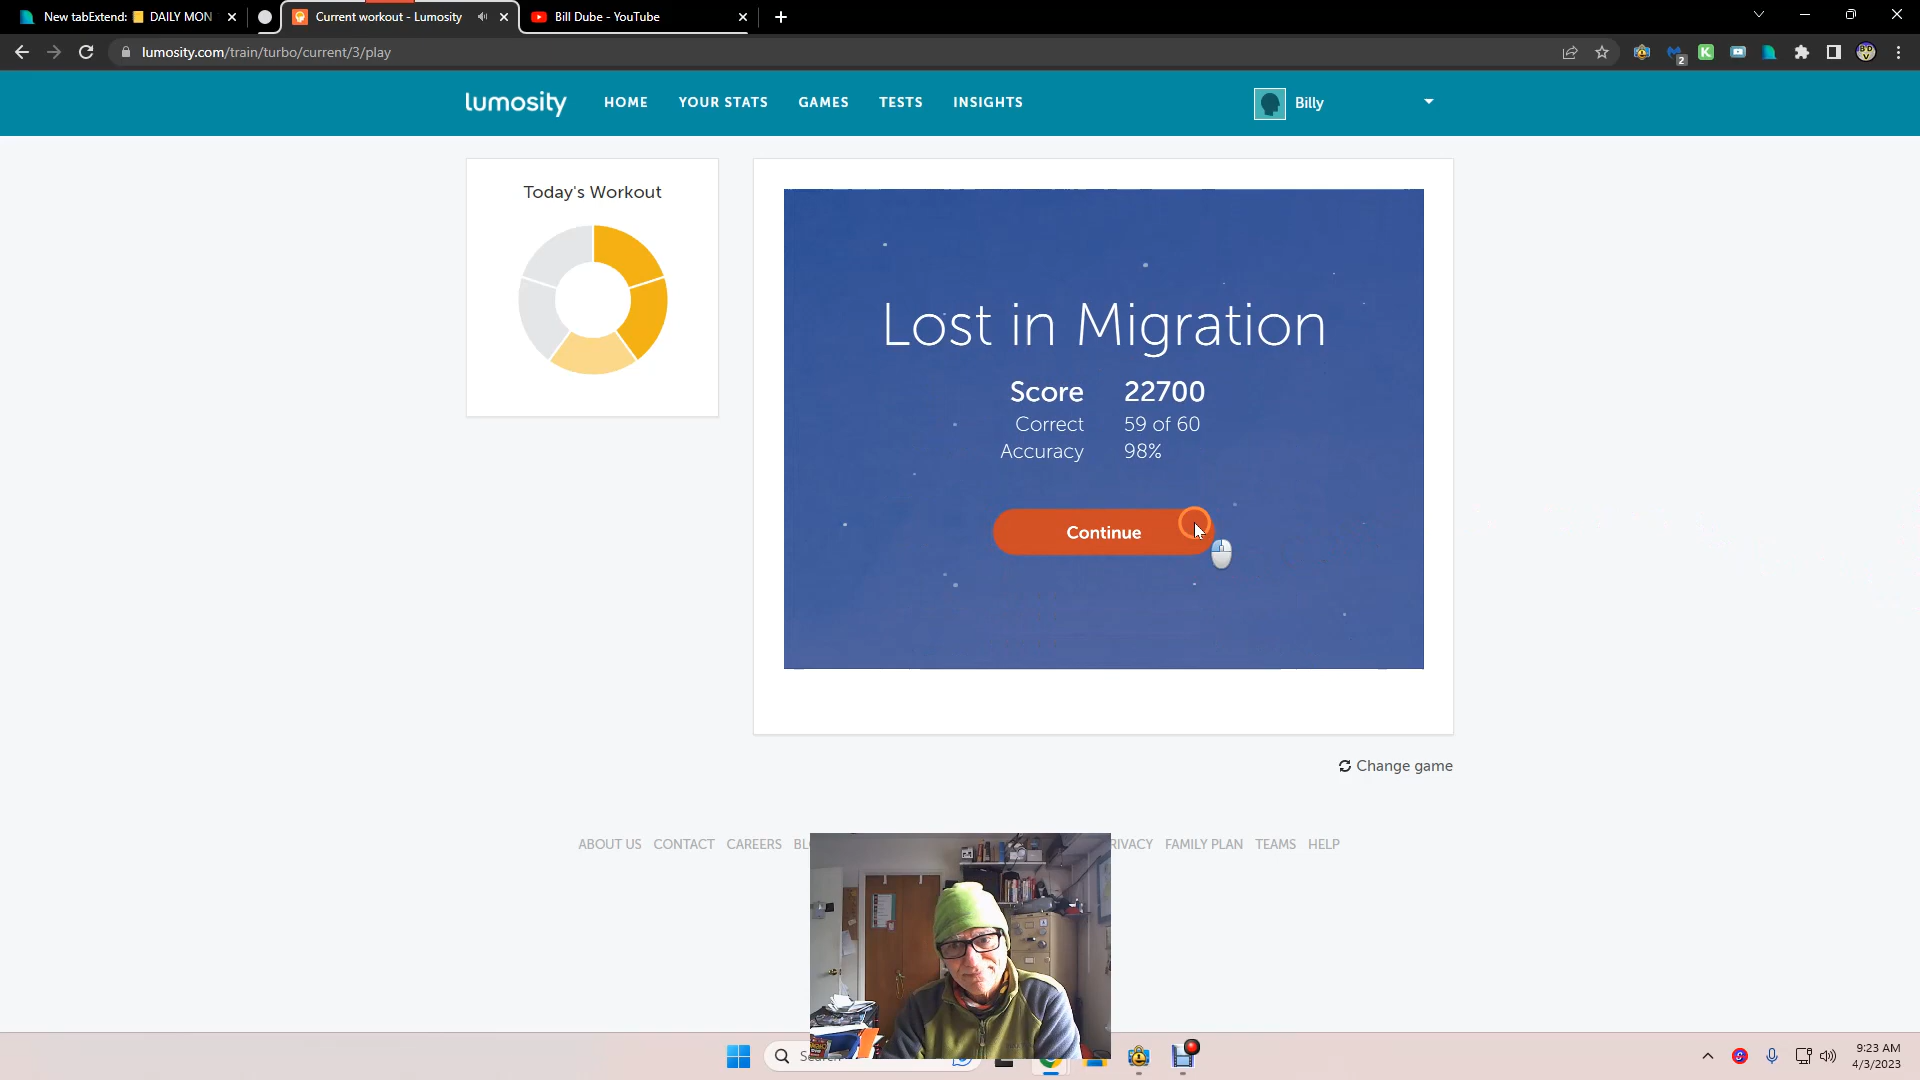 New tabExtend: DAILY MON
Current workout - Lumosity
Bill Dube - YouTube
lumosity.com/train/turbo/current/3/play
2
lumosity
HOME
YOUR STATS
GAMES
TESTS
INSIGHTS
Billy
Today's Workout
Lost in Migration
Score 22700
Correct 59 of 60
Accuracy 98%
Continue
Change game
ABOUT US CONTACT CAREERS
FAMILY PLAN TEAMS HELP
9:23 AM
4/3/2023